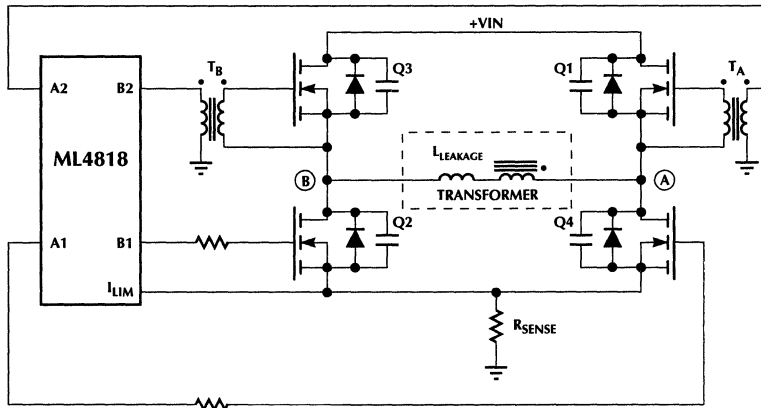 +VIN
T_B
Q3
Q1
T_A
A2
B2
ML4818
L_LEAKAGE
B
A
TRANSFORMER
Q2
Q4
A1
B1
I_LIM
R_SENSE